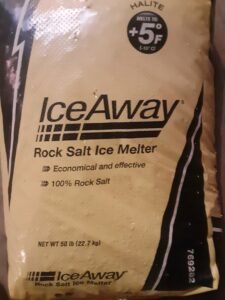 HALITE
MELTS TO
+5°F
(-15° C)
IceAway®
Rock Salt Ice Melter
Economical and effective
100% Rock Salt
NET WT 50 lb (22.7 kg)
IceAway
Rock Salt Ice Melter